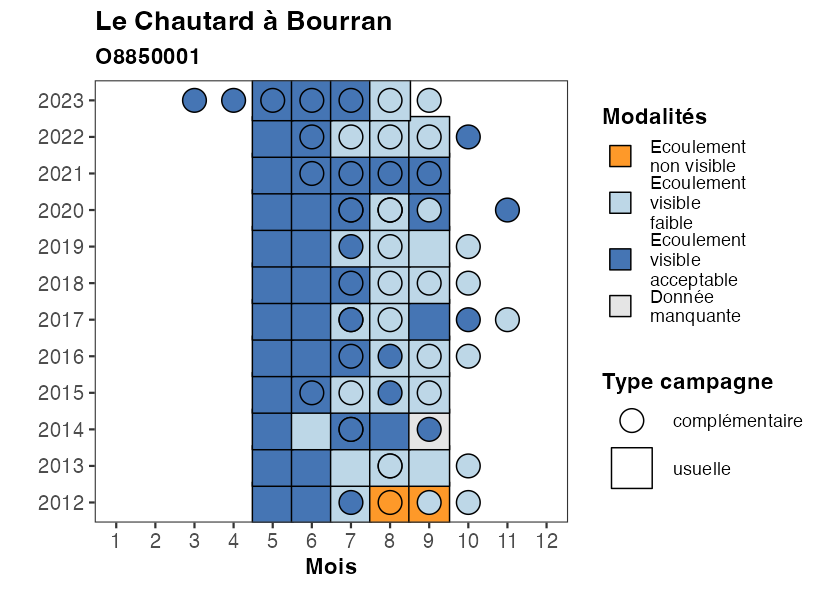 Le Chautard à Bourran
O8850001
2023
2022
2021
2020
2019
2018
2017
2016
2015
2014
2013
2012
1 2 3 4 5 6 7 8 9 10 11 12
Mois
Modalités
Ecoulement
non visible
Ecoulement
visible
faible
Ecoulement
visible
acceptable
Donnée
manquante
Type campagne
complémentaire
usuelle